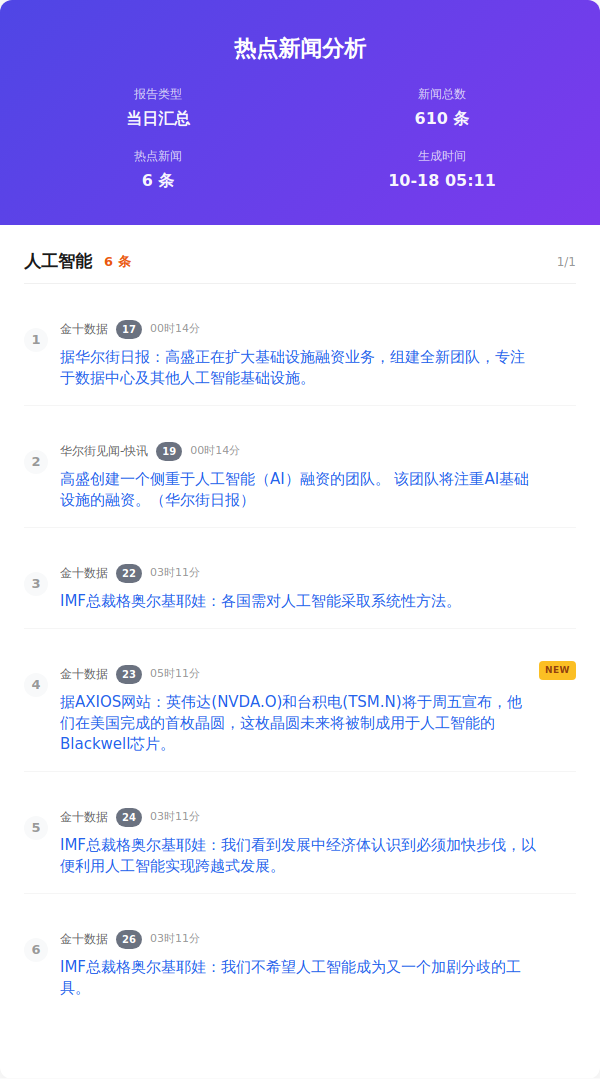 热点新闻分析
报告类型
新闻总数
当日汇总
610 条
热点新闻
生成时间
6 条
10-18 05:11
人工智能 6 条 1/1
1
金十数据 17 00时14分
据华尔街日报：高盛正在扩大基础设施融资业务，组建全新团队，专注
于数据中心及其他人工智能基础设施。
2
华尔街见闻-快讯 19 00时14分
高盛创建一个侧重于人工智能（AI）融资的团队。 该团队将注重AI基础
设施的融资。（华尔街日报）
3
金十数据 22 03时11分
IMF总裁格奥尔基耶娃：各国需对人工智能采取系统性方法。
4
金十数据 23 05时11分 NEW
据AXIOS网站：英伟达(NVDA.O)和台积电(TSM.N)将于周五宣布，他
们在美国完成的首枚晶圆，这枚晶圆未来将被制成用于人工智能的
Blackwell芯片。
5
金十数据 24 03时11分
IMF总裁格奥尔基耶娃：我们看到发展中经济体认识到必须加快步伐，以
便利用人工智能实现跨越式发展。
6
金十数据 26 03时11分
IMF总裁格奥尔基耶娃：我们不希望人工智能成为又一个加剧分歧的工
具。